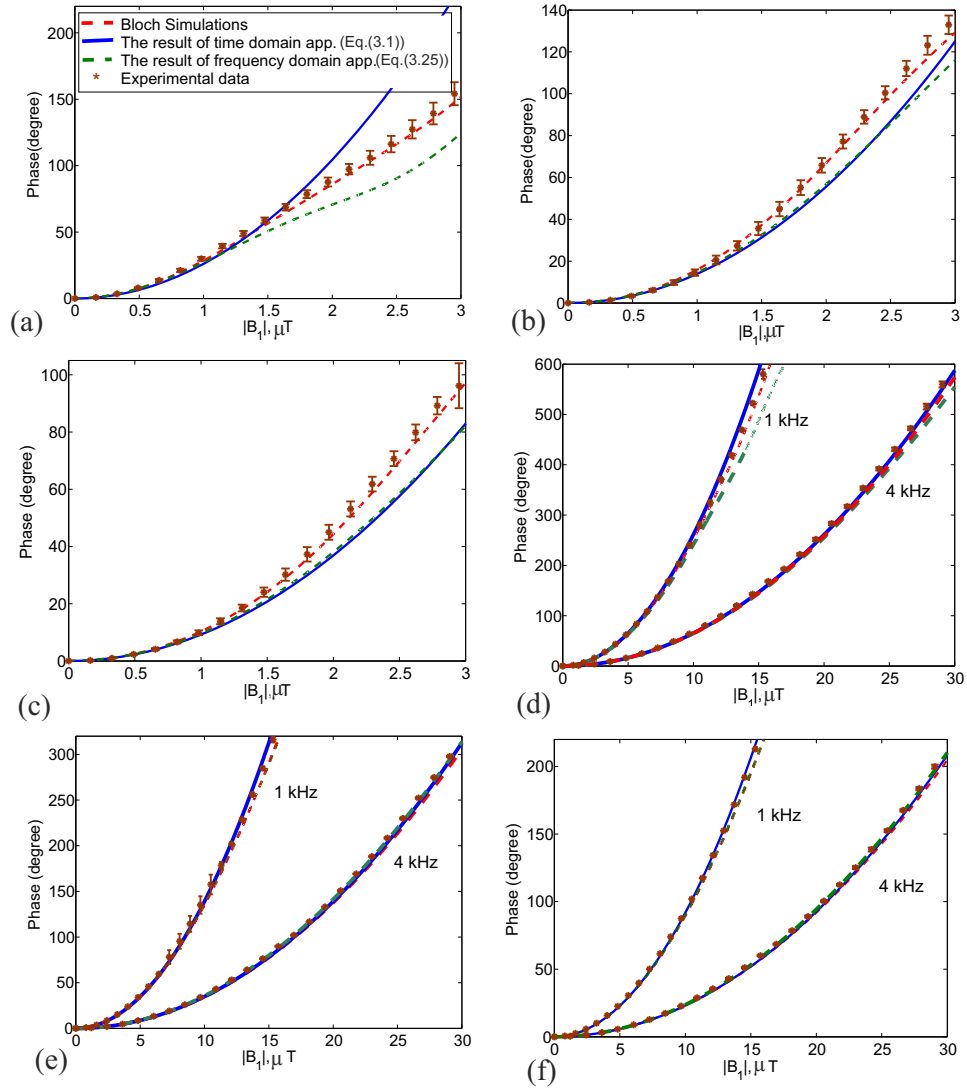 200
150
100
50
0
Phase(degree)
Bloch Simulations
The result of time domain app. (Eq.(3.1))
The result of frequency domain app.(Eq.(3.25))
Experimental data
0 0.5 1 1.5 2 2.5 3
|B1|, μT
(a)
140
120
100
80
60
40
20
0
Phase(degree)
0 0.5 1 1.5 2 2.5 3
|B1|,μT
(b)
100
80
60
40
20
0
Phase (degree)
0 0.5 1 1.5 2 2.5 3
|B1|,μT
(c)
600
500
400
300
200
100
0
Phase (degree)
1 kHz
4 kHz
0 5 10 15 20 25 30
|B1|, μT
(d)
300
250
200
150
100
50
0
Phase (degree)
1 kHz
4 kHz
0 5 10 15 20 25 30
|B1|, μ T
(e)
200
150
100
50
0
Phase (degree)
1 kHz
4 kHz
0 5 10 15 20 25 30
|B1|, μT
(f)